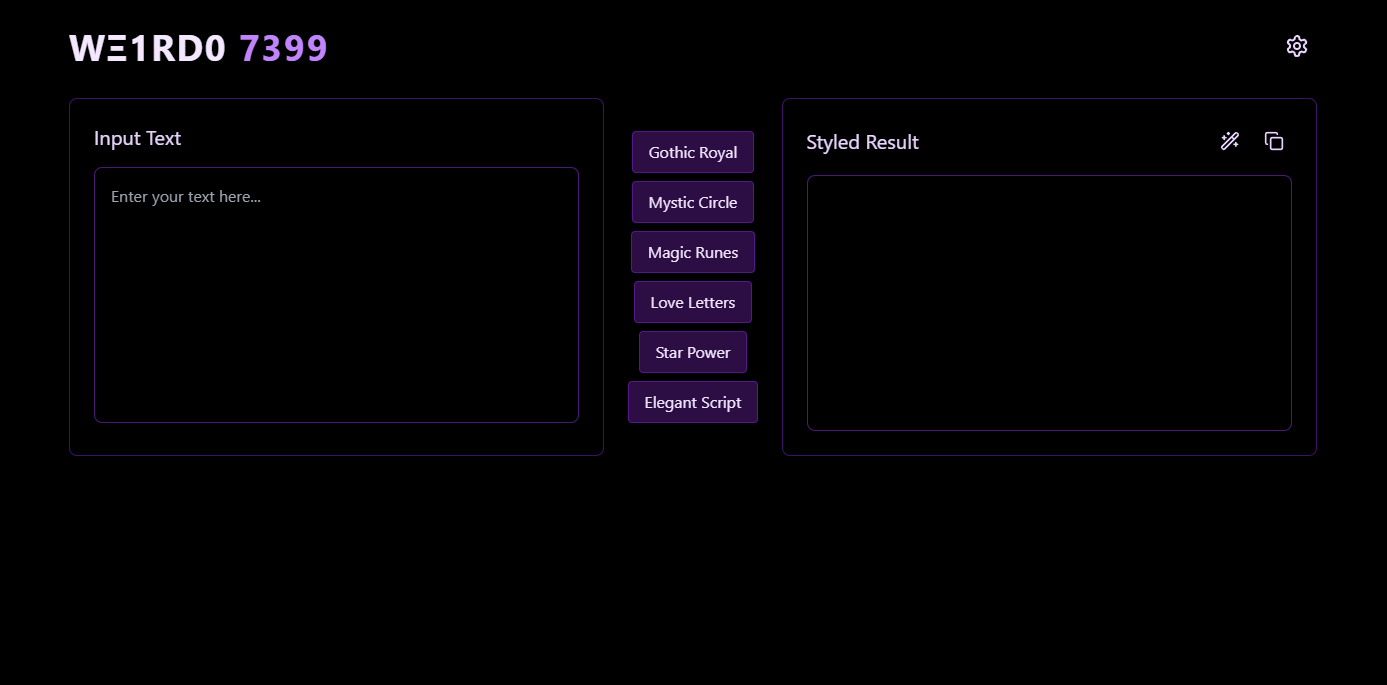 WΞ1RD0 7399
Input Text
Enter your text here...
Gothic Royal
Mystic Circle
Magic Runes
Love Letters
Star Power
Elegant Script
Styled Result